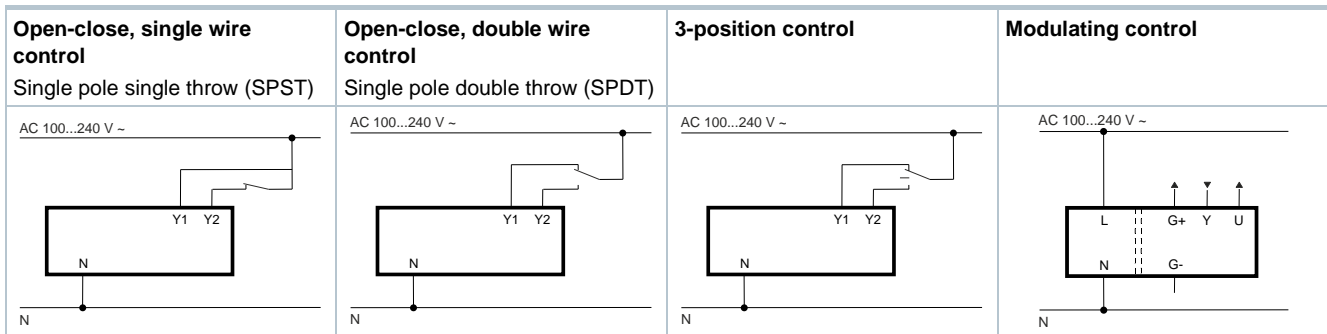 Open-close, single wire
control
Single pole single throw (SPST)
Open-close, double wire
control
Single pole double throw (SPDT)
3-position control
Modulating control
AC 100...240 V ~
Y1 Y2
N
N
AC 100...240 V ~
Y1 Y2
N
N
AC 100...240 V ~
Y1 Y2
N
N
AC 100...240 V ~
L G+ Y U
N G-
N